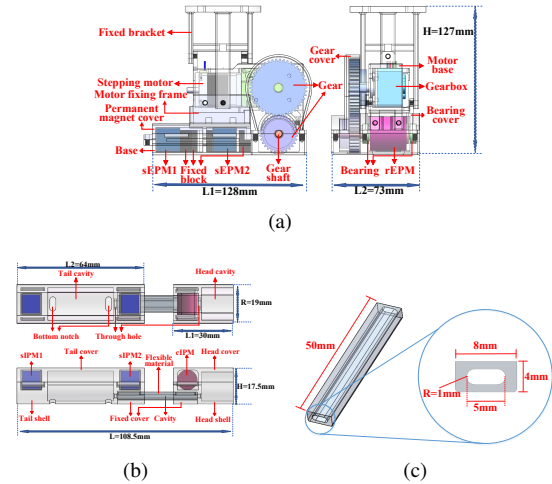 Fixed bracket
H=127mm
Gear cover
Motor base
Stepping motor
Gearbox
Motor fixing frame
Gear
Permanent magnet cover
Bearing cover
Base
sEPM1
Fixed block
sEPM2
Gear shaft
Bearing
rEPM
L1=128mm
L2=73mm
(a)
L2=64mm
Tail cavity
Head cavity
R=19mm
Bottom notch
Through hole
L1=30mm
sIPM1
Tail cover
sIPM2
Flexible material
cIPM
Head cover
H=17.5mm
Tail shell
Fixed cover
Cavity
Head shell
L=108.5mm
(b)
50mm
8mm
4mm
R=1mm
5mm
(c)